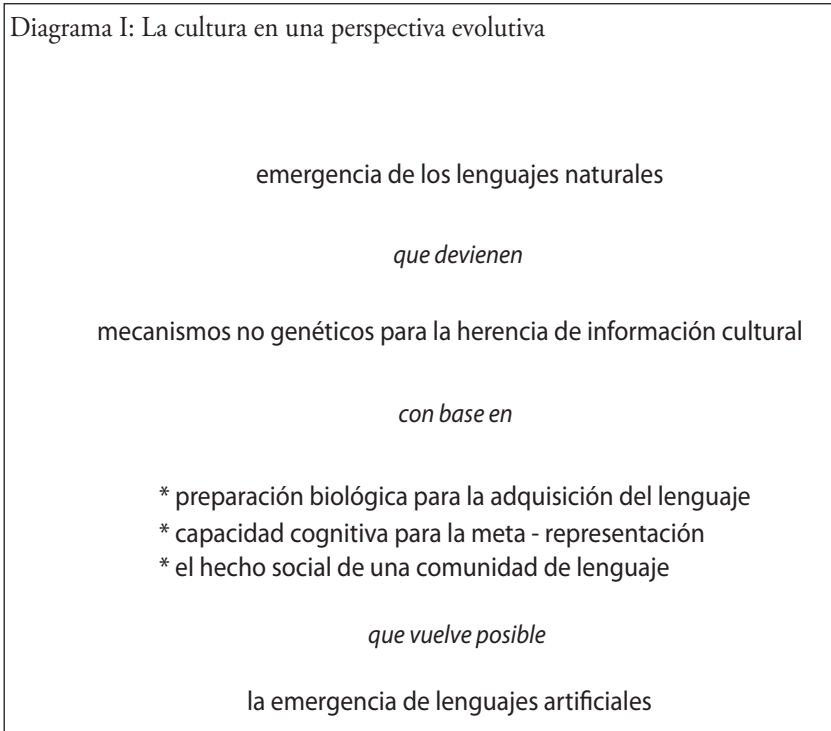 Diagrama I: La cultura en una perspectiva evolutiva
emergencia de los lenguajes naturales
que devienen
mecanismos no genéticos para la herencia de información cultural
con base en
* preparación biológica para la adquisición del lenguaje
* capacidad cognitiva para la meta - representación
* el hecho social de una comunidad de lenguaje
que vuelve posible
la emergencia de lenguajes artificiales